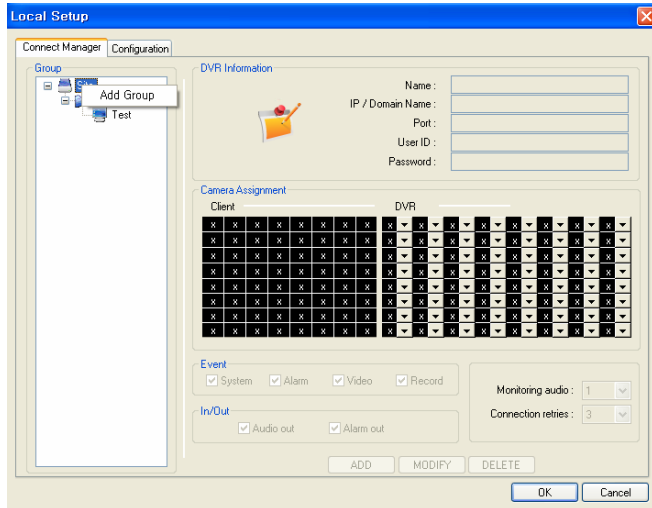 Local Setup
Connect Manager Configuration
Group
Add Group
Test
DVR Information
Name :
IP / Domain Name :
Port :
User ID :
Password :
Camera Assignment
Client DVR
x x x x x x x x x x x x x x x x
x x x x x x x x x x x x x x x x
x x x x x x x x x x x x x x x x
x x x x x x x x x x x x x x x x
x x x x x x x x x x x x x x x x
x x x x x x x x x x x x x x x x
x x x x x x x x x x x x x x x x
x x x x x x x x x x x x x x x x
Event
System Alarm Video Record
In/Out
Audio out Alarm out
Monitoring audio : 1
Connection retries : 3
ADD MODIFY DELETE
OK Cancel